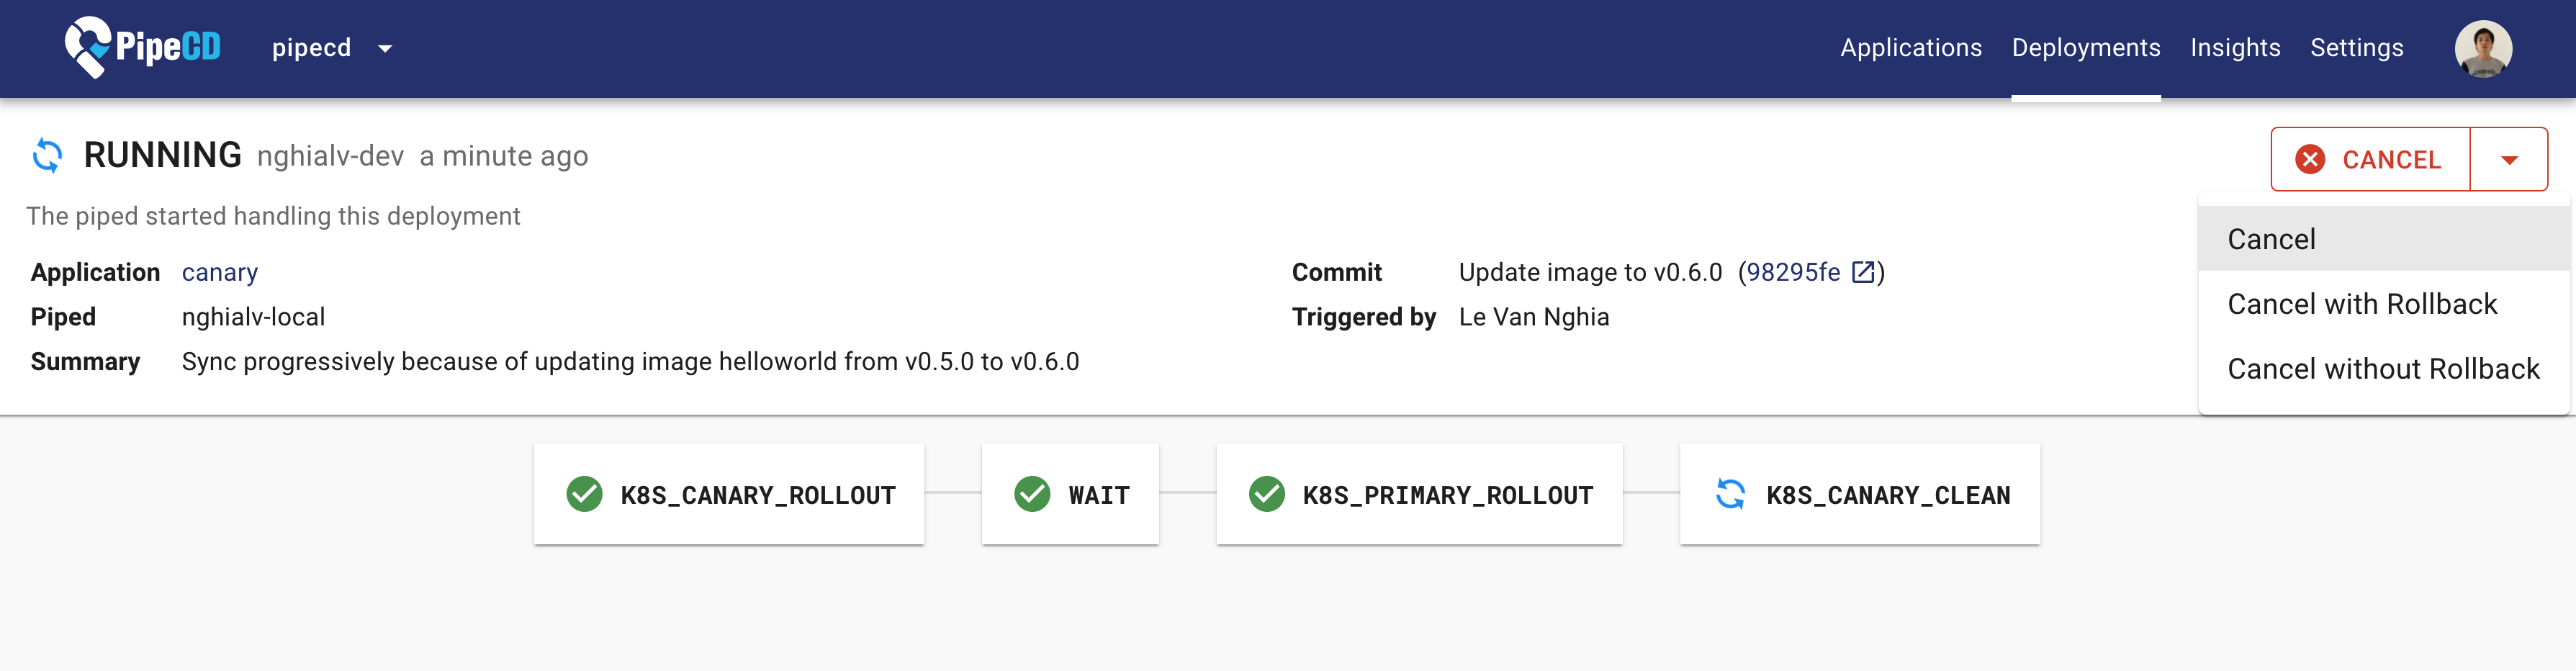 PipeCD pipecd Applications Deployments Insights Settings
RUNNING nghialv-dev a minute ago
CANCEL
The piped started handling this deployment
Application canary
Piped nghialv-local
Summary Sync progressively because of updating image helloworld from v0.5.0 to v0.6.0
Commit Update image to v0.6.0 (98295fe)
Triggered by Le Van Nghia
Cancel
Cancel with Rollback
Cancel without Rollback
K8S_CANARY_ROLLOUT WAIT K8S_PRIMARY_ROLLOUT K8S_CANARY_CLEAN